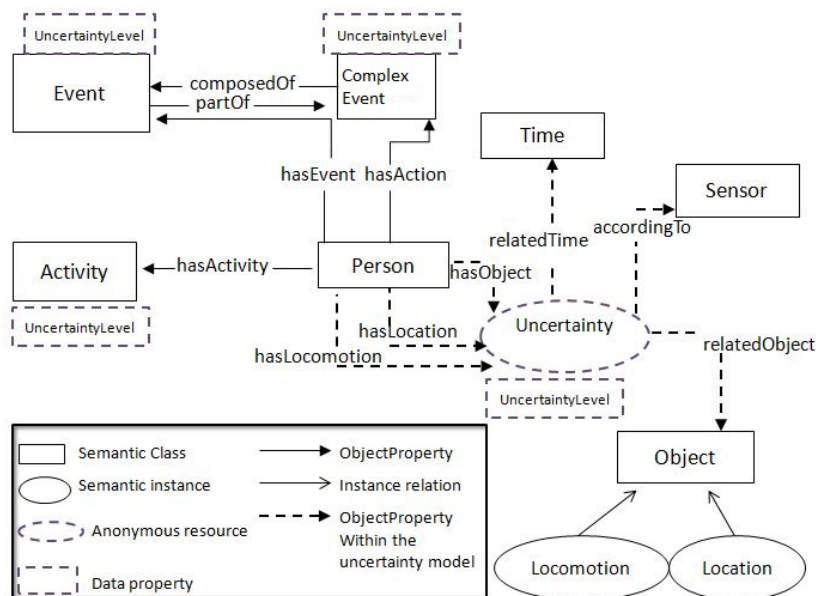 UncertaintyLevel
UncertaintyLevel
Event
composedOf
partOf
Complex
Event
Time
Sensor
hasEvent
hasAction
accordingTo
relatedTime
Activity
hasActivity
Person
hasObject
UncertaintyLevel
hasLocation
Uncertainty
hasLocomotion
relatedObject
UncertaintyLevel
Object
Semantic Class
ObjectProperty
Semantic instance
Instance relation
Anonymous resource
ObjectProperty
Within the
uncertainty model
Data property
Locomotion
Location